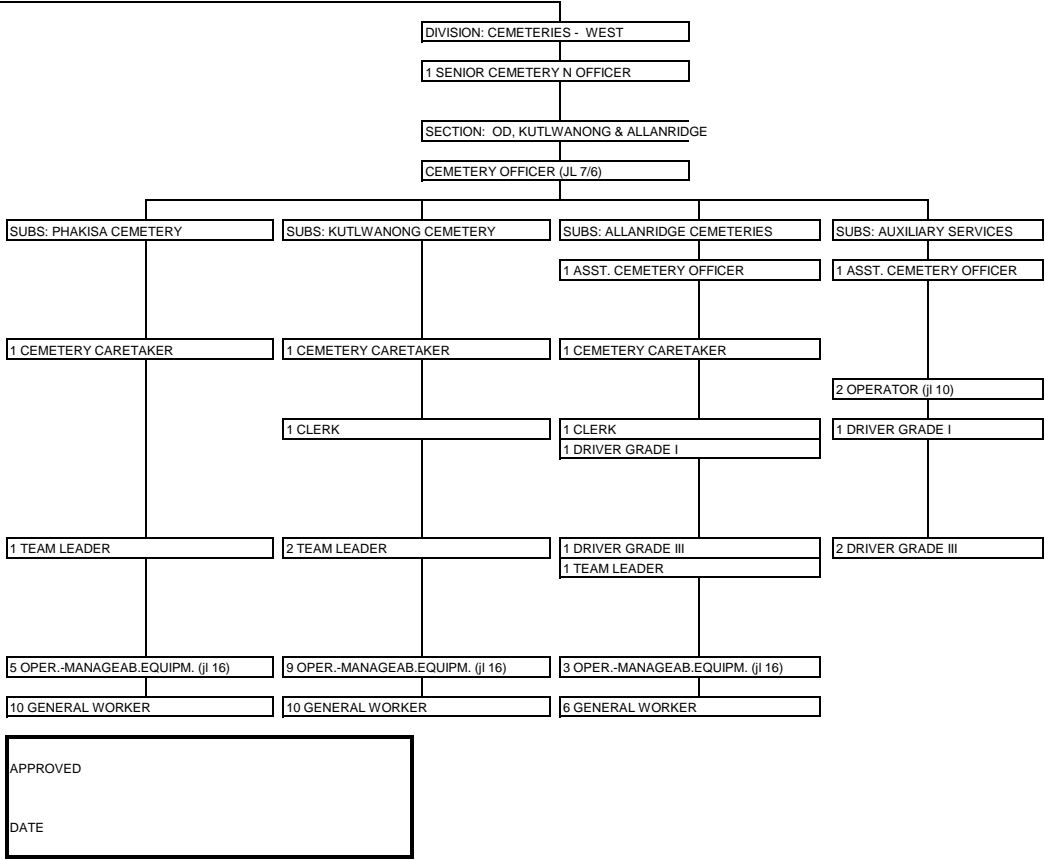 DIVISION: CEMETERIES - WEST
1 SENIOR CEMETERY N OFFICER
SECTION: OD, KUTLWANONG & ALLANRIDGE
CEMETERY OFFICER (JL 7/6)
SUBS: PHAKISA CEMETERY
SUBS: KUTLWANONG CEMETERY
SUBS: ALLANRIDGE CEMETERIES
SUBS: AUXILIARY SERVICES
1 ASST. CEMETERY OFFICER
1 ASST. CEMETERY OFFICER
1 CEMETERY CARETAKER
1 CEMETERY CARETAKER
1 CEMETERY CARETAKER
2 OPERATOR (jl 10)
1 CLERK
1 CLERK
1 DRIVER GRADE I
1 DRIVER GRADE I
1 TEAM LEADER
2 TEAM LEADER
1 DRIVER GRADE III
2 DRIVER GRADE III
1 TEAM LEADER
5 OPER.-MANAGEAB.EQUIPM. (jl 16)
9 OPER.-MANAGEAB.EQUIPM. (jl 16)
3 OPER.-MANAGEAB.EQUIPM. (jl 16)
10 GENERAL WORKER
10 GENERAL WORKER
6 GENERAL WORKER
APPROVED
DATE